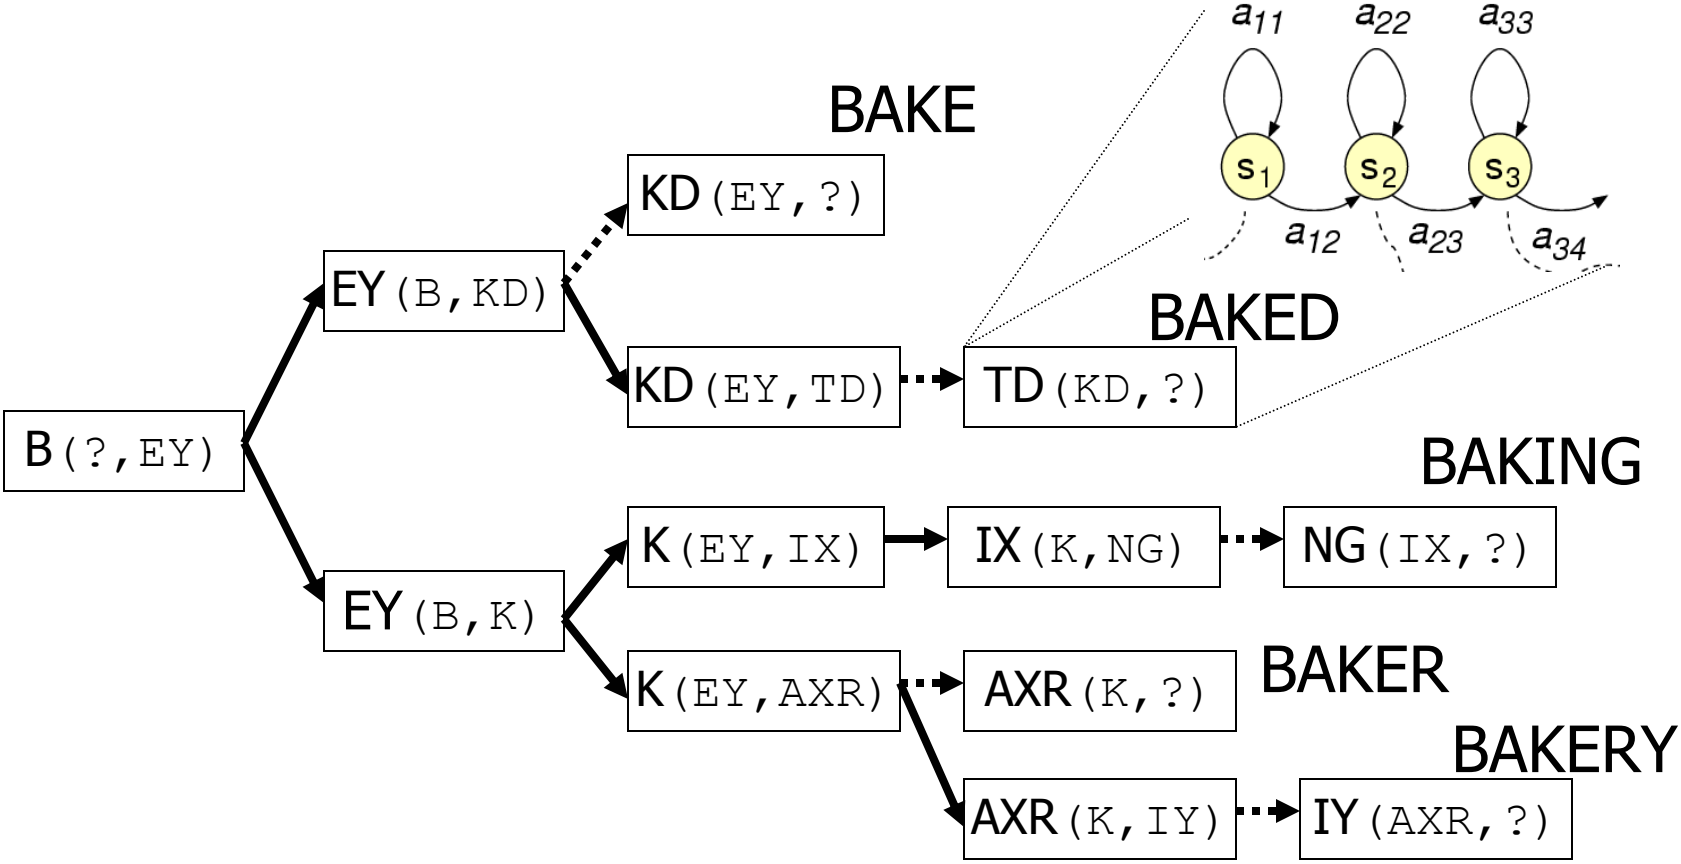 a11 a22 a33
BAKE
s1 s2 s3
KD(EY,?)
a12 a23 a34
EY(B,KD)
BAKED
KD(EY,TD) TD(KD,?)
B(?,EY)
BAKING
K(EY,IX) IX(K,NG) NG(IX,?)
EY(B,K)
BAKER
K(EY,AXR) AXR(K,?)
BAKERY
AXR(K,IY) IY(AXR,?)